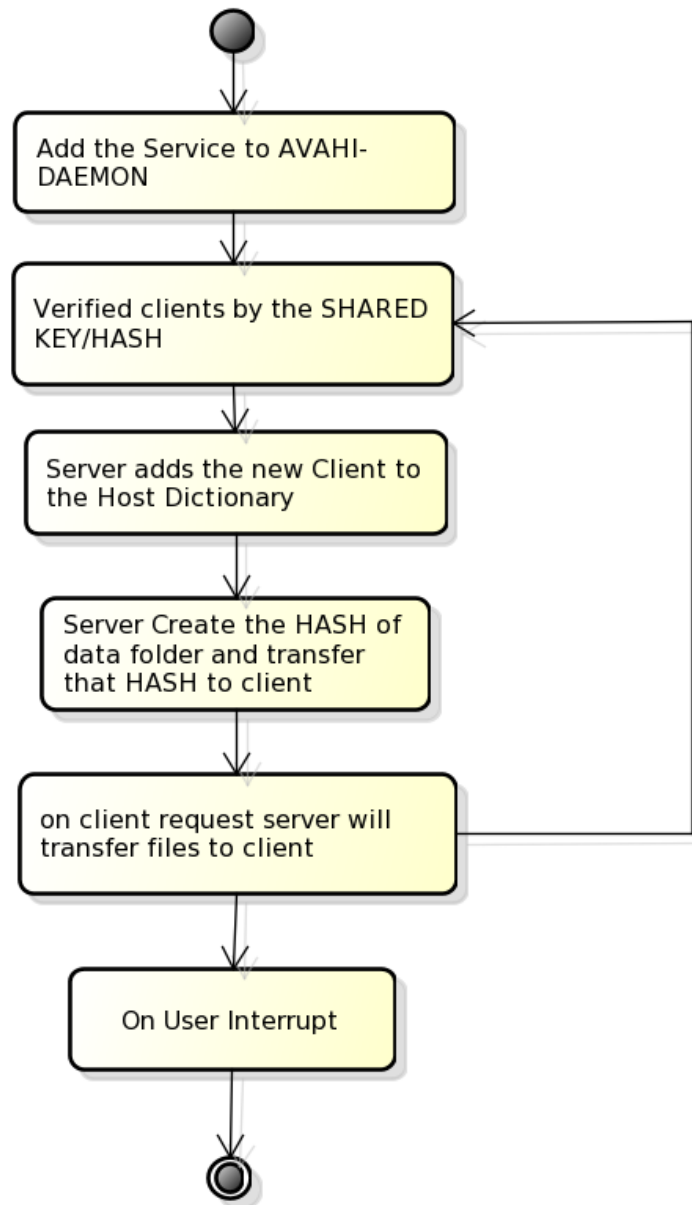 Add the Service to AVAHI-
DAEMON
Verified clients by the SHARED
KEY/HASH
Server adds the new Client to
the Host Dictionary
Server Create the HASH of
data folder and transfer
that HASH to client
on client request server will
transfer files to client
On User Interrupt